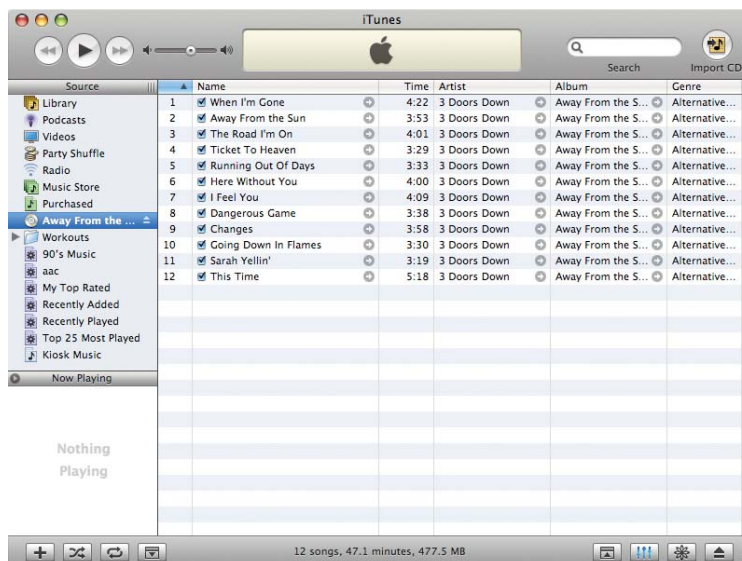 iTunes
Search
Import CD
Source
Library
Podcasts
Videos
Party Shuffle
Radio
Music Store
Purchased
Away From the ...
Workouts
90's Music
aac
My Top Rated
Recently Added
Recently Played
Top 25 Most Played
Kiosk Music
Now Playing
Nothing
Playing
Name Time Artist Album Genre
1 When I'm Gone 4:22 3 Doors Down Away From the S... Alternative...
2 Away From the Sun 3:53 3 Doors Down Away From the S... Alternative...
3 The Road I'm On 4:01 3 Doors Down Away From the S... Alternative...
4 Ticket To Heaven 3:29 3 Doors Down Away From the S... Alternative...
5 Running Out Of Days 3:33 3 Doors Down Away From the S... Alternative...
6 Here Without You 4:00 3 Doors Down Away From the S... Alternative...
7 I Feel You 4:09 3 Doors Down Away From the S... Alternative...
8 Dangerous Game 3:38 3 Doors Down Away From the S... Alternative...
9 Changes 3:58 3 Doors Down Away From the S... Alternative...
10 Going Down In Flames 3:30 3 Doors Down Away From the S... Alternative...
11 Sarah Yellin' 3:19 3 Doors Down Away From the S... Alternative...
12 This Time 5:18 3 Doors Down Away From the S... Alternative...
12 songs, 47.1 minutes, 477.5 MB